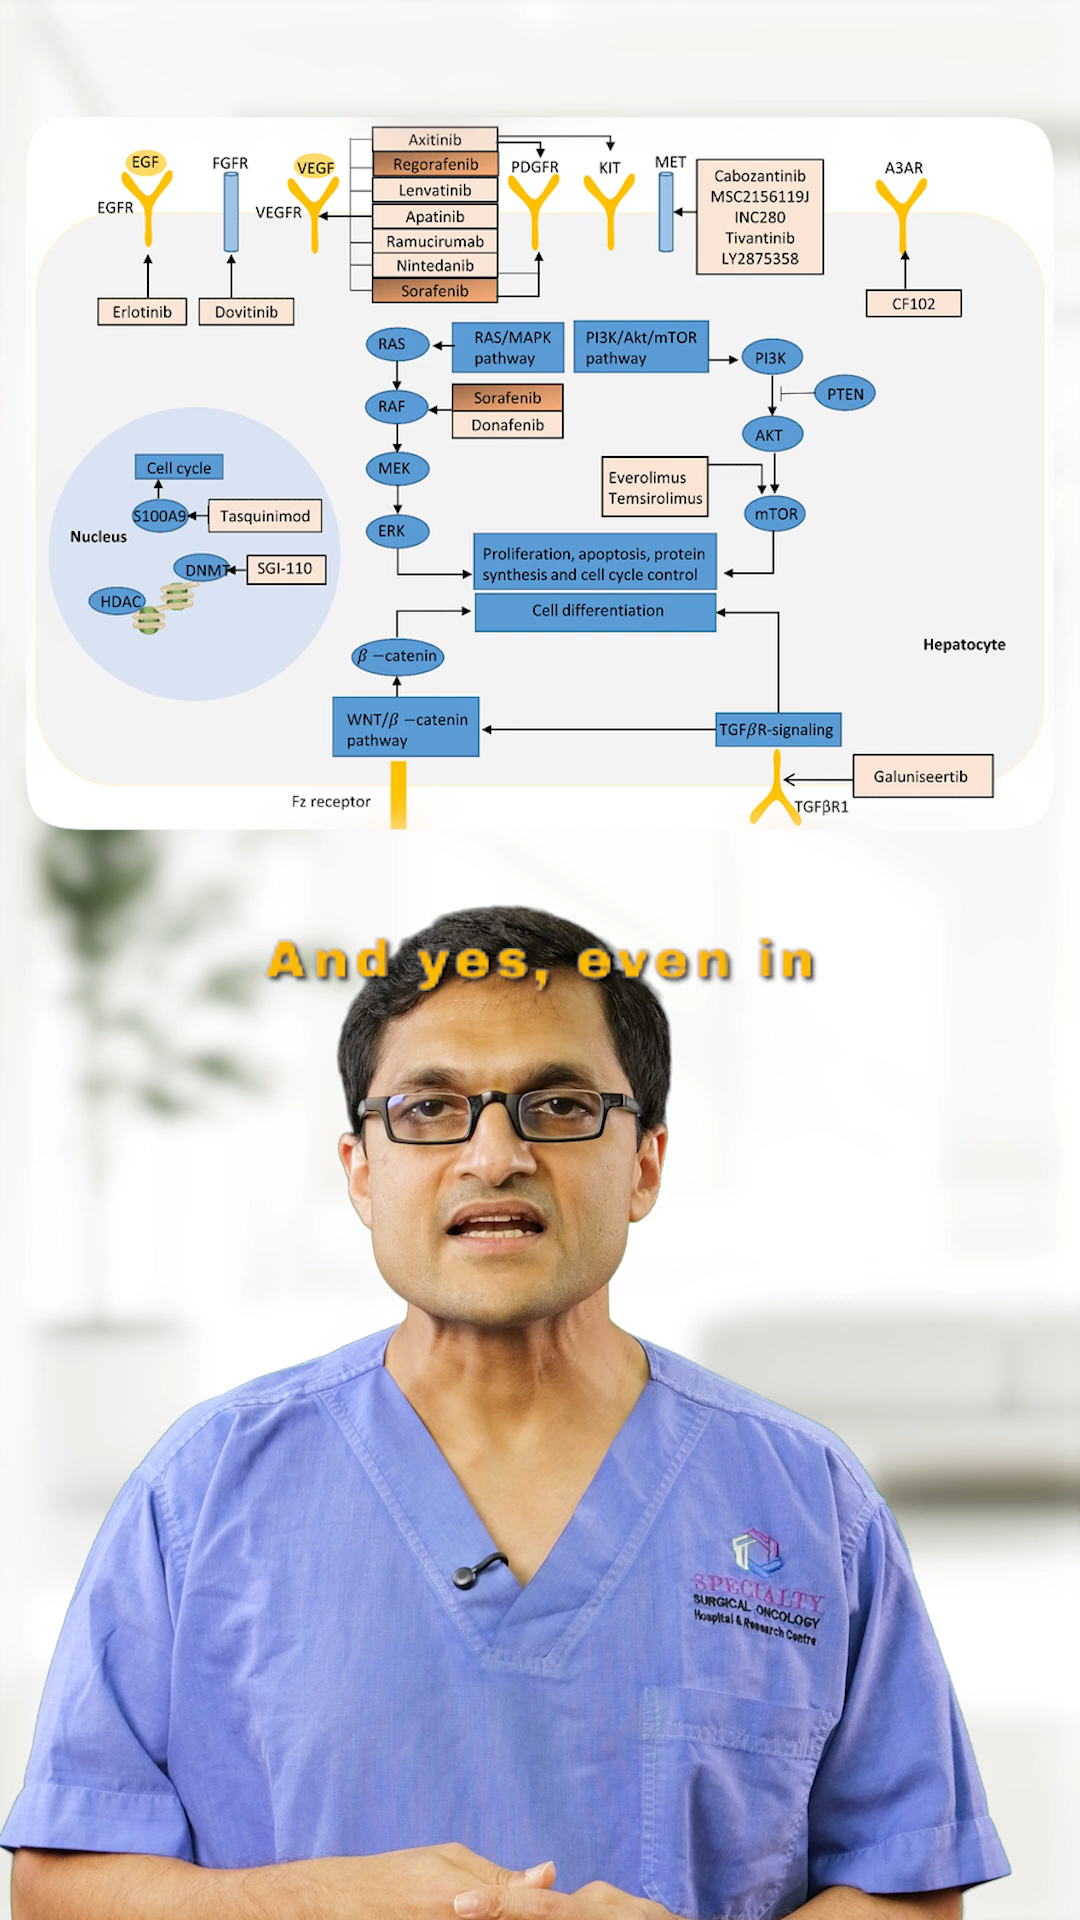 EGF
FGFR
VEGF
EGFR
VEGFR
Axitinib
Regorafenib
Lenvatinib
Apatinib
Ramucirumab
Nintedanib
Sorafenib
PDGFR
KIT
MET
Cabozantinib
MSC2156119J
INC280
Tivantinib
LY2875358
A3AR
Erlotinib
Dovitinib
CF102
RAS
RAS/MAPK
pathway
PI3K/Akt/mTOR
pathway
PI3K
RAF
Sorafenib
Donafenib
PTEN
AKT
MEK
Everolimus
Temsirolimus
mTOR
ERK
Cell cycle
S100A9
Tasquinimod
Nucleus
DNMT
SGI-110
HDAC
Proliferation, apoptosis, protein
synthesis and cell cycle control
Cell differentiation
Hepatocyte
β –catenin
WNT/β –catenin
pathway
TGFβR-signaling
Galuniseertib
Fz receptor
TGFβR1
And yes, even in
SPECIALTY
SURGICAL ONCOLOGY
Hospital & Research Centre